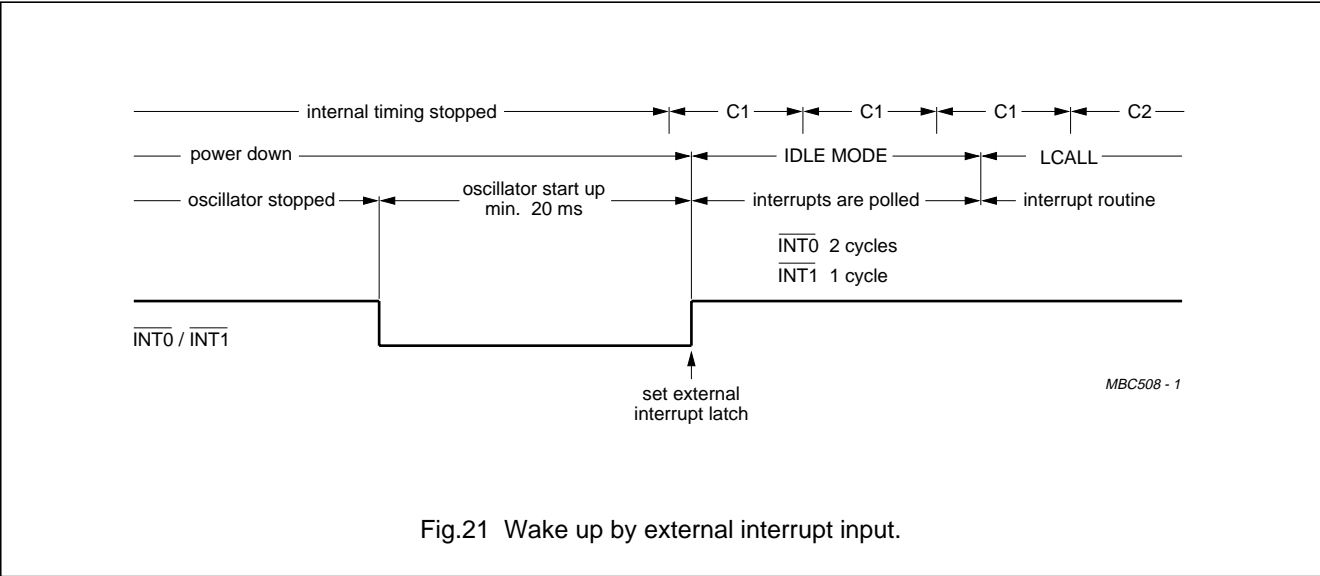 internal timing stopped C1 C1 C1 C2
power down IDLE MODE LCALL
oscillator stopped oscillator start up min. 20 ms interrupts are polled interrupt routine
INT0 2 cycles
INT1 1 cycle
INT0 / INT1
set external
interrupt latch
MBC508 - 1
Fig.21 Wake up by external interrupt input.